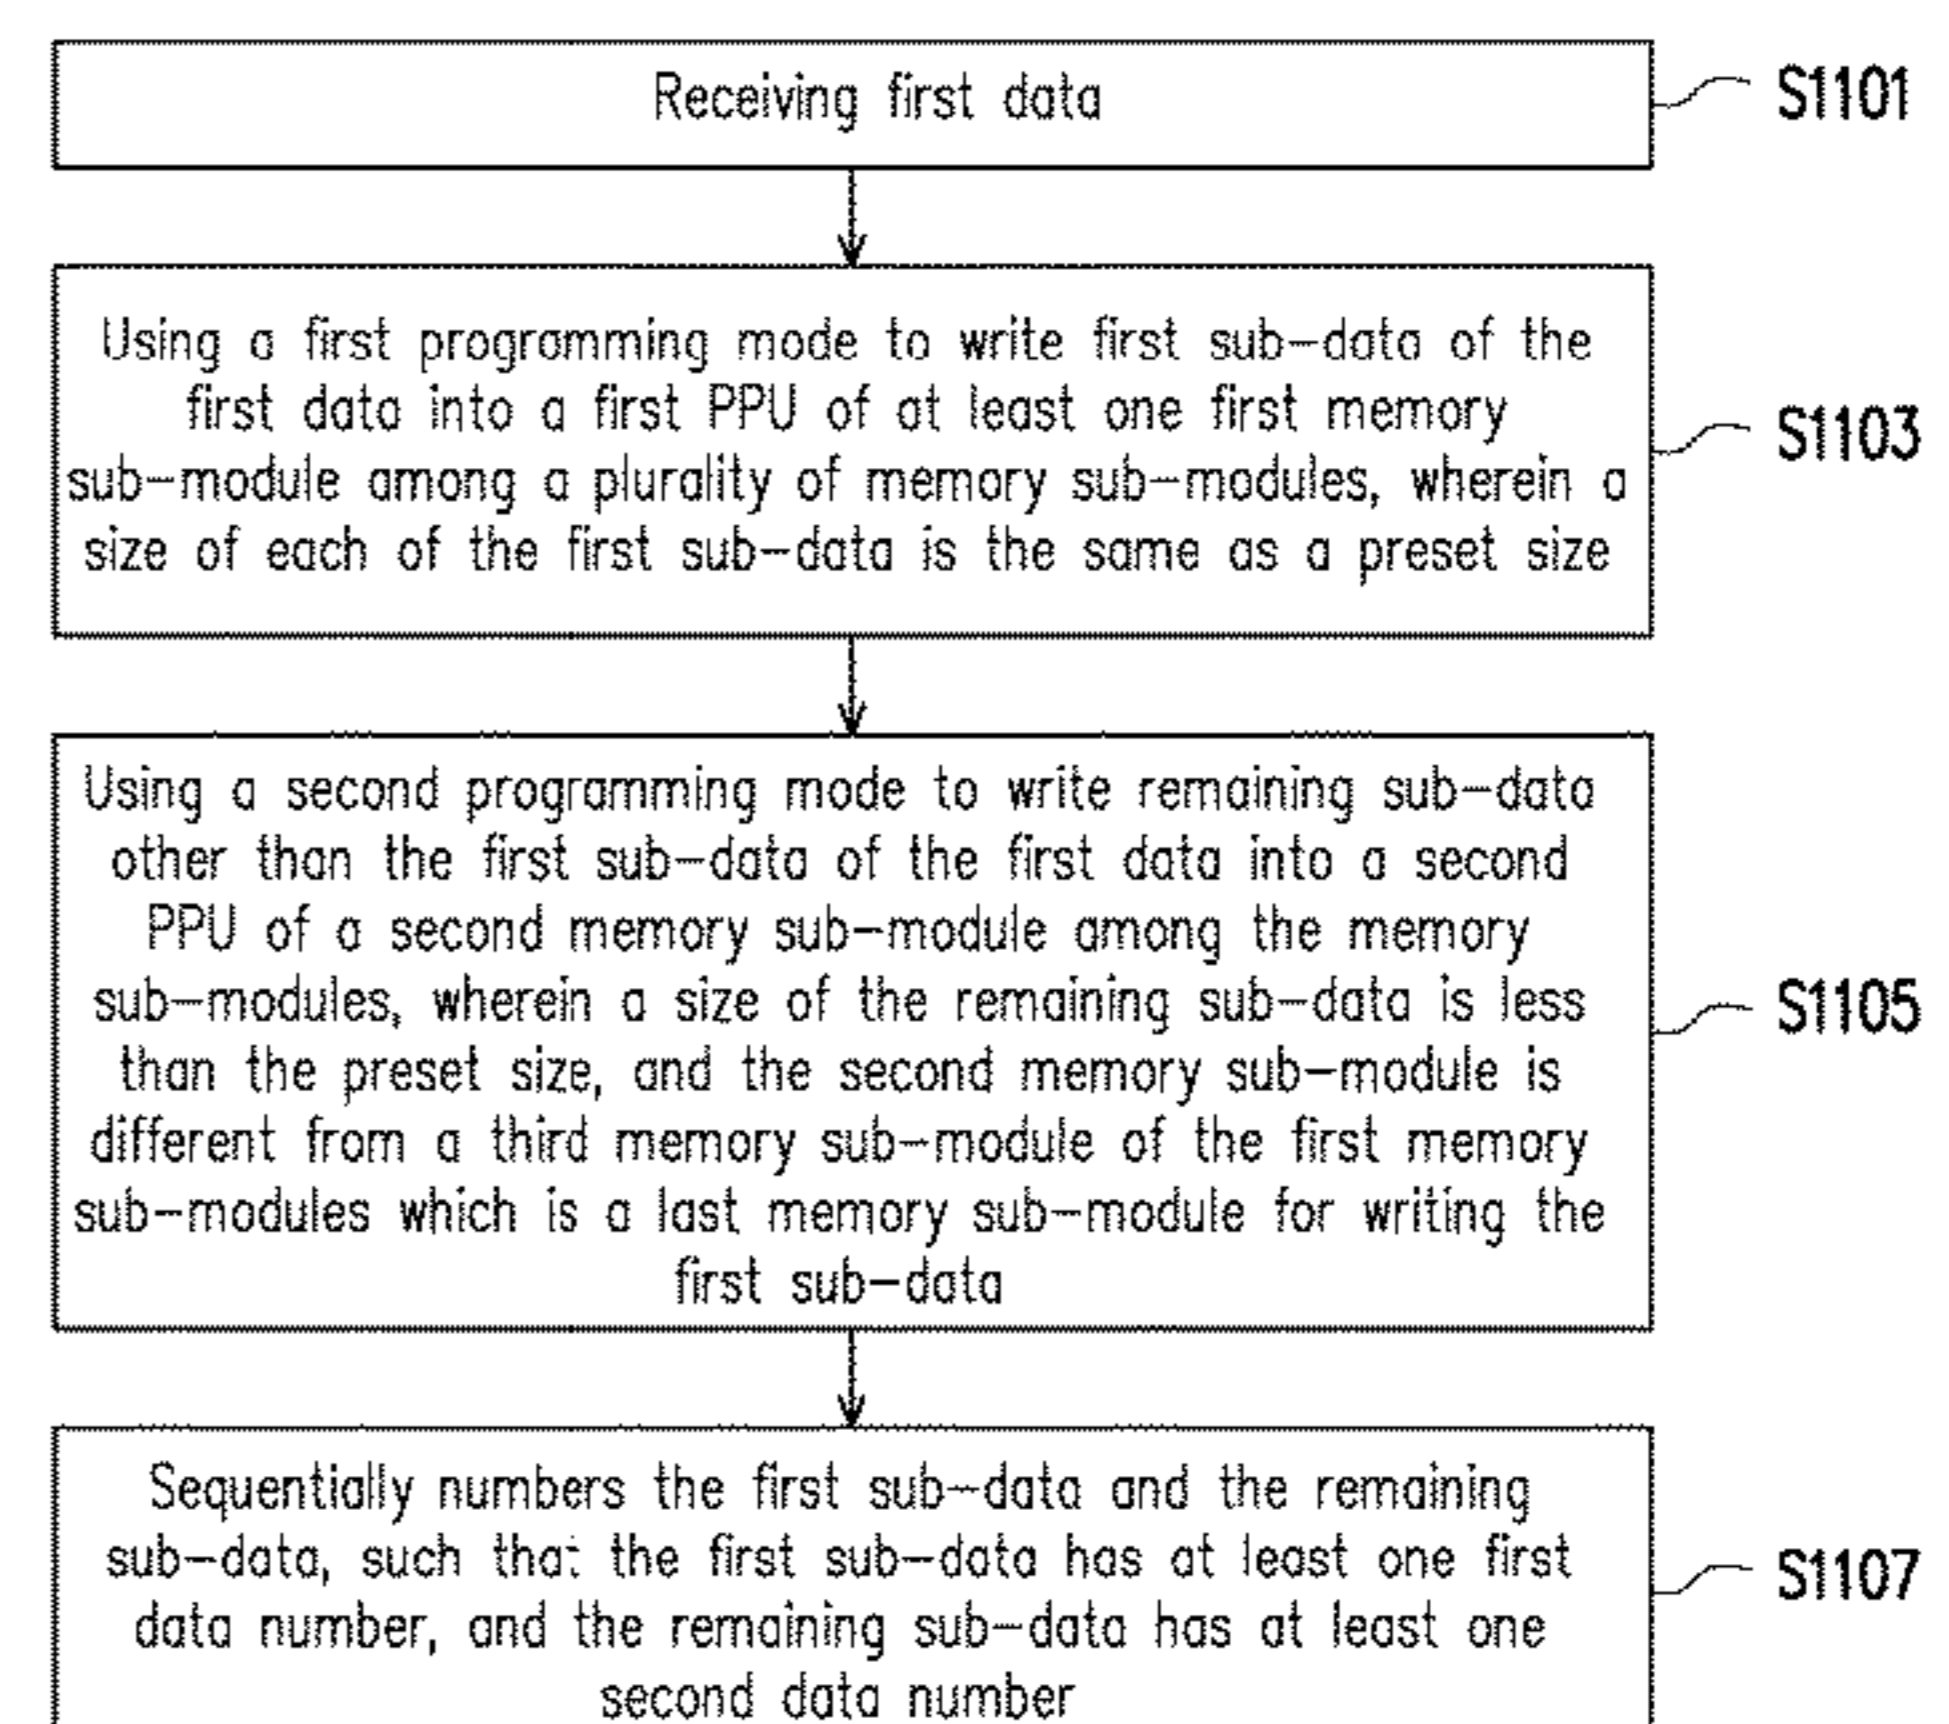 Receiving first data
S1101
Using a first programming mode to write first sub-data of the
first data into a first PPU of at least one first memory
sub-module among a plurality of memory sub-modules, wherein a
size of each of the first sub-data is the same as a preset size
S1103
Using a second programming mode to write remaining sub-data
other than the first sub-data of the first data into a second
PPU of a second memory sub-module among the memory
sub-modules, wherein a size of the remaining sub-data is less
than the preset size, and the second memory sub-module is
different from a third memory sub-module of the first memory
sub-modules which is a last memory sub-module for writing the
first sub-data
S1105
Sequentially numbers the first sub-data and the remaining
sub-data, such that the first sub-data has at least one first
data number, and the remaining sub-data has at least one
second data number
S1107